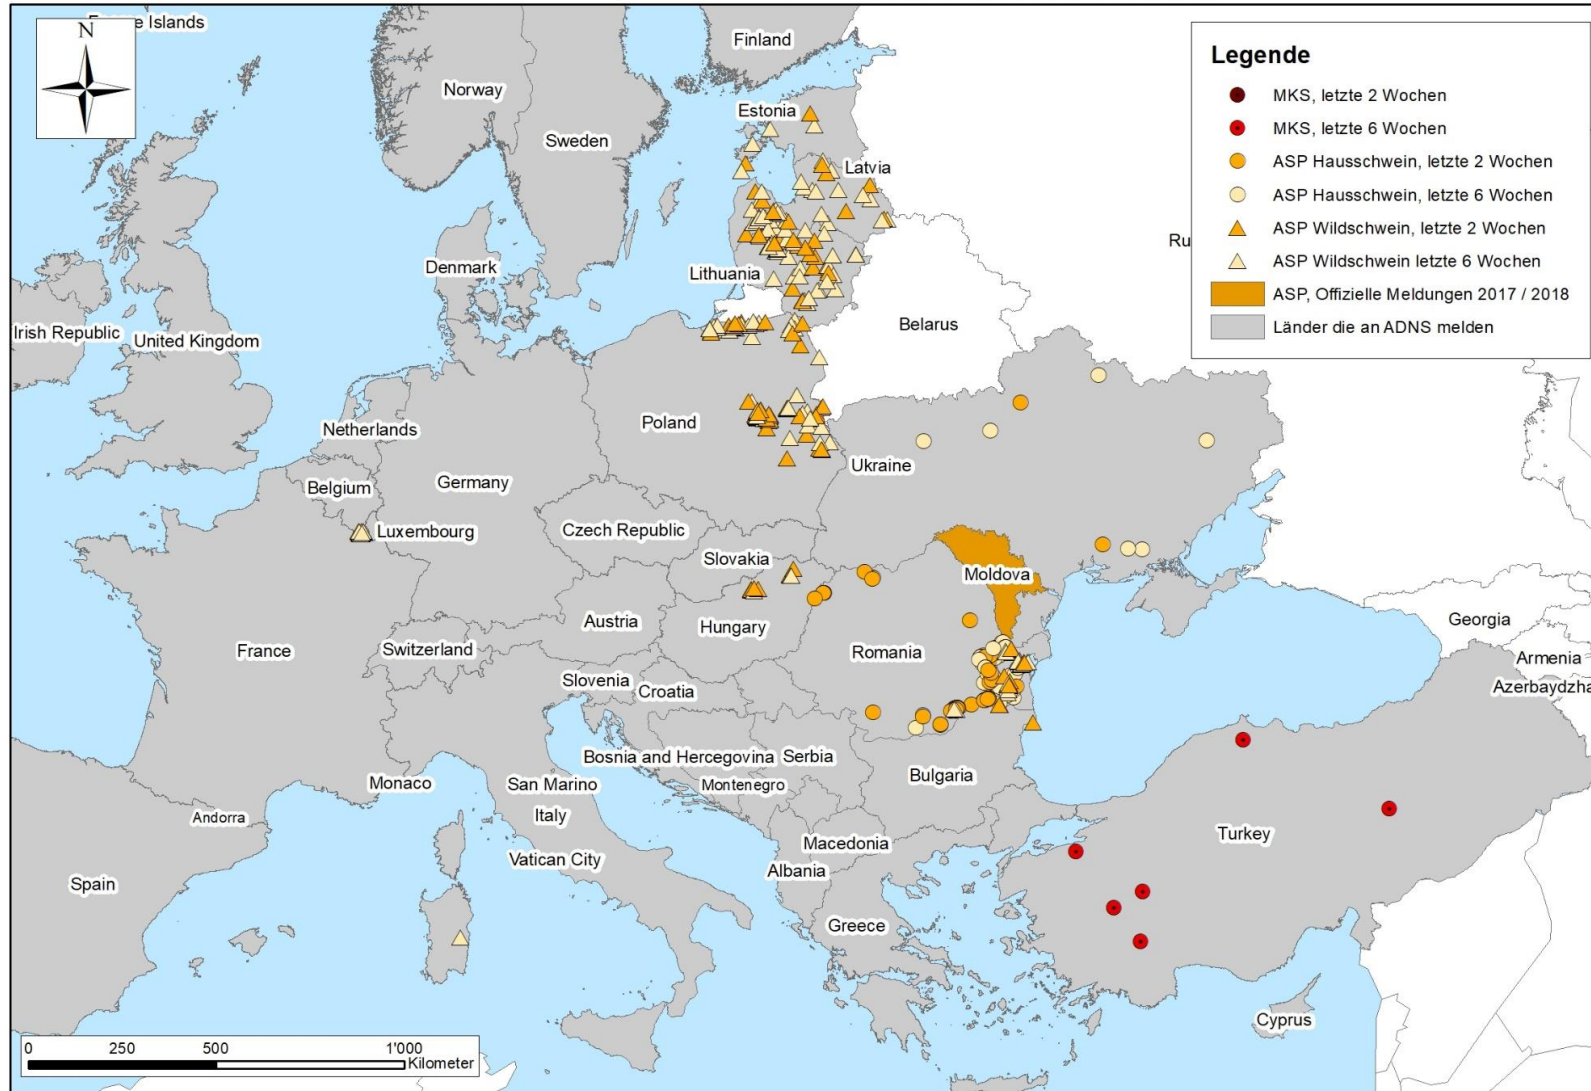 N
e Islands
Finland
Norway
Estonia
Sweden
Latvia
Ru
Denmark
Lithuania
Belarus
Irish Republic
United Kingdom
Poland
Netherlands
Ukraine
Belgium
Germany
Luxembourg
Czech Republic
Slovakia
Moldova
Austria
Hungary
Georgia
France
Switzerland
Romania
Armenia
Slovenia
Croatia
Azerbaydzha
Bosnia and Hercegovina
Serbia
Bulgaria
Monaco
San Marino
Montenegro
Andorra
Italy
Turkey
Macedonia
Vatican City
Albania
Spain
Greece
Cyprus
Legende
MKS, letzte 2 Wochen
MKS, letzte 6 Wochen
ASP Hausschwein, letzte 2 Wochen
ASP Hausschwein, letzte 6 Wochen
ASP Wildschwein, letzte 2 Wochen
ASP Wildschwein letzte 6 Wochen
ASP, Offizielle Meldungen 2017 / 2018
Länder die an ADNS melden
0 250 500 1'000
Kilometer